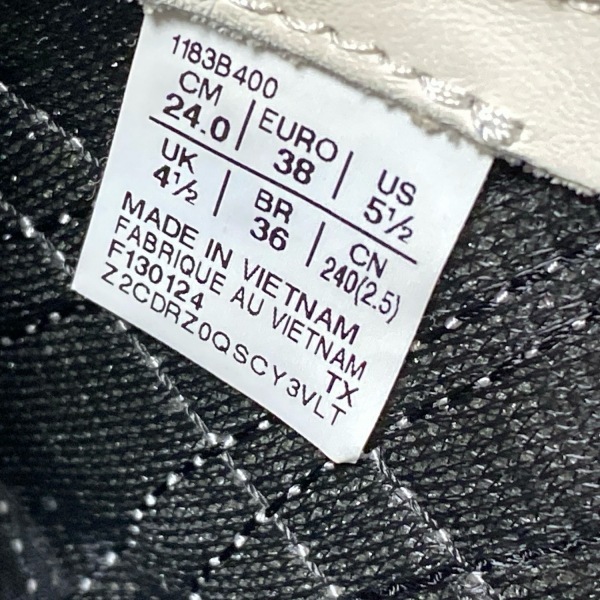 1183B400
CM EURO US
24.0 38 5½
UK BR CN
4½ 36 240(2.5)
MADE IN VIETNAM
FABRIQUE AU VIETNAM
F130124 TX
Z2CDRZ0QSCY3VLT